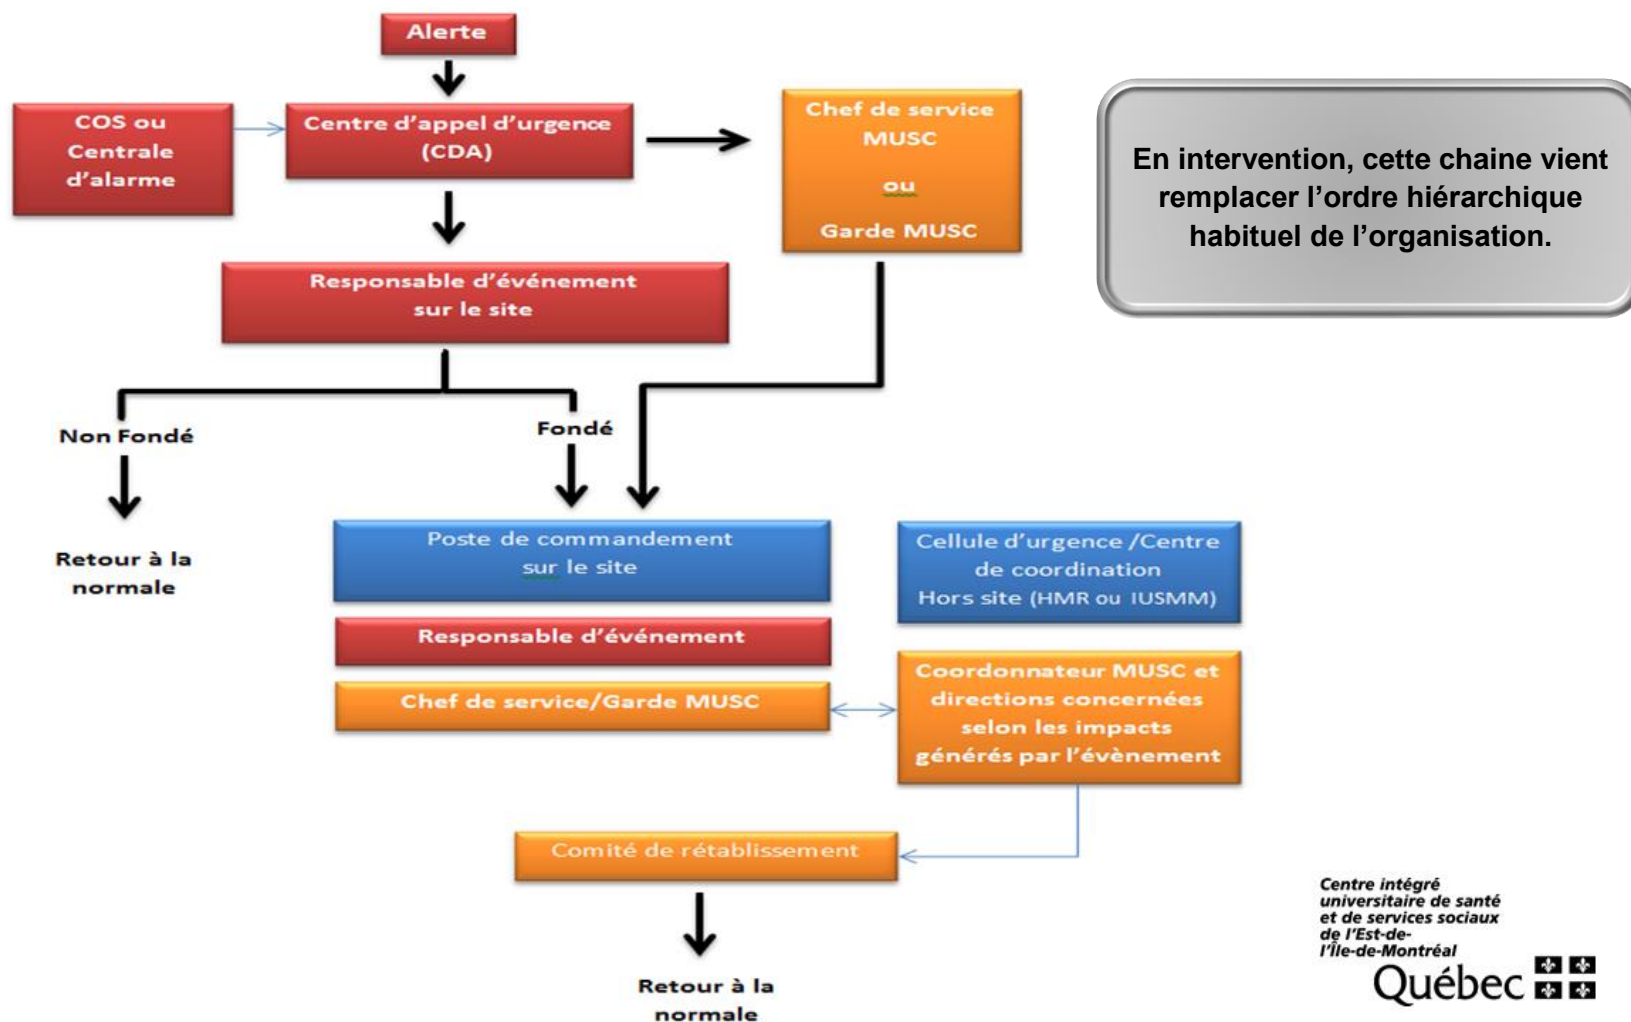 Alerte
COS ou
Centrale
d'alarme
Centre d'appel d'urgence
(CDA)
Chef de service
MUSC
ou
Garde MUSC
En intervention, cette chaine vient
remplacer l'ordre hiérarchique
habituel de l'organisation.
Responsable d'événement
sur le site
Non Fondé
Fondé
Retour à la
normale
Poste de commandement
sur le site
Cellule d'urgence /Centre
de coordination
Hors site (HMR ou IUSMM)
Responsable d'événement
Chef de service/Garde MUSC
Coordonnateur MUSC et
directions concernées
selon les impacts
générés par l'évènement
Comité de rétablissement
Retour à la
normale
Centre intégré
universitaire de santé
et de services sociaux
de l'Est-de-
l'Île-de-Montréal
Québec